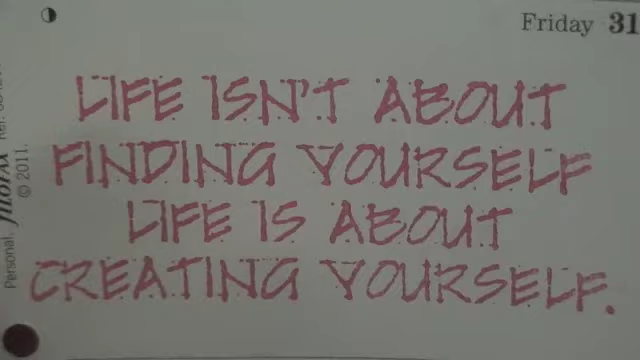 Friday 31
LIFE ISN'T ABOUT
FINDING YOURSELF
LIFE IS ABOUT
CREATING YOURSELF.
Personal, filofax
© 2011.